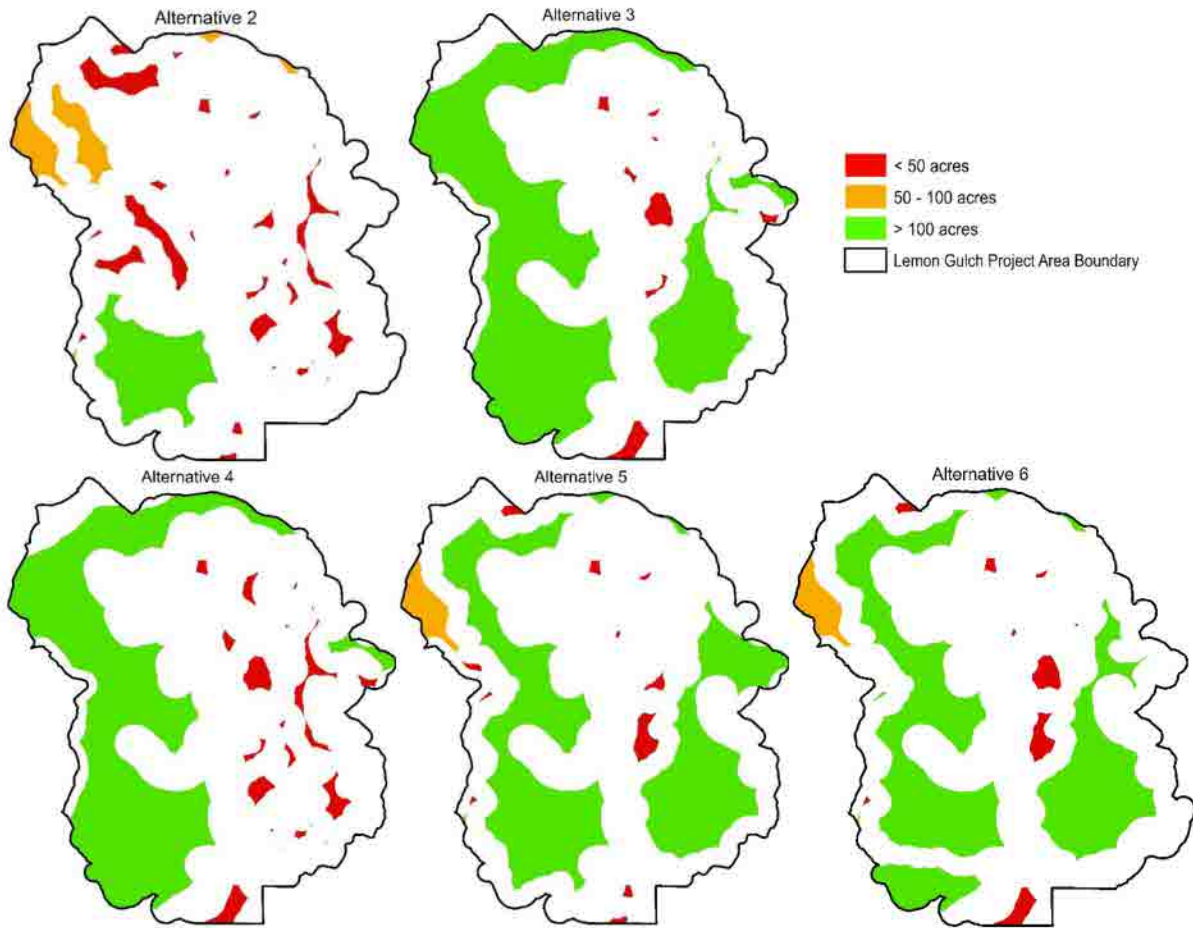 Alternative 2
Alternative 3
< 50 acres
50 - 100 acres
> 100 acres
Lemon Gulch Project Area Boundary
Alternative 4
Alternative 5
Alternative 6